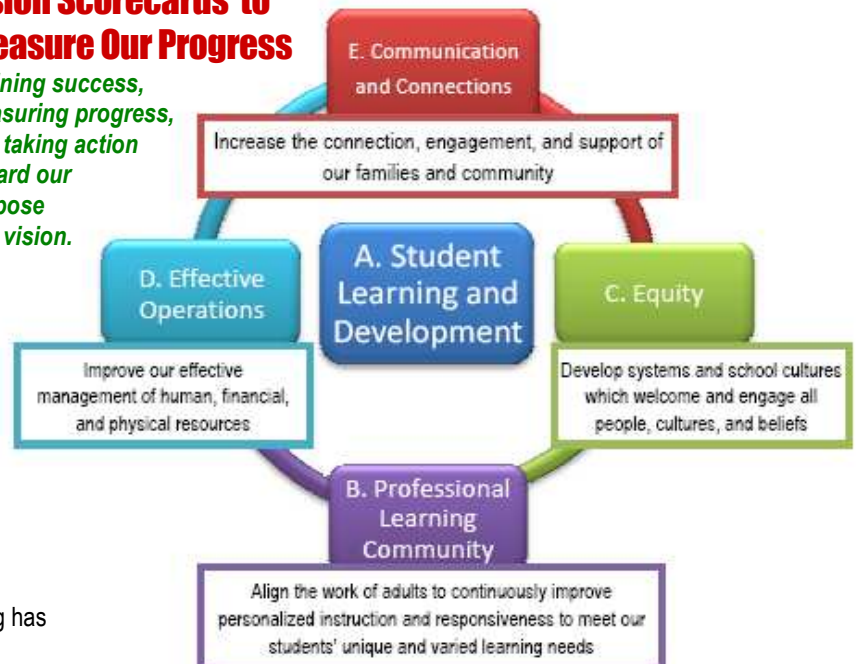 sion Scorecards to
easure Our Progress
ning success,
suring progress,
taking action
ard our
pose
vision.
E. Communication
and Connections
Increase the connection, engagement, and support of
our families and community
D. Effective
Operations
Improve our effective
management of human, financial,
and physical resources
A. Student
Learning and
Development
C. Equity
Develop systems and school cultures
which welcome and engage all
people, cultures, and beliefs
B. Professional
Learning
Community
Align the work of adults to continuously improve
personalized instruction and responsiveness to meet our
students' unique and varied learning needs
g has